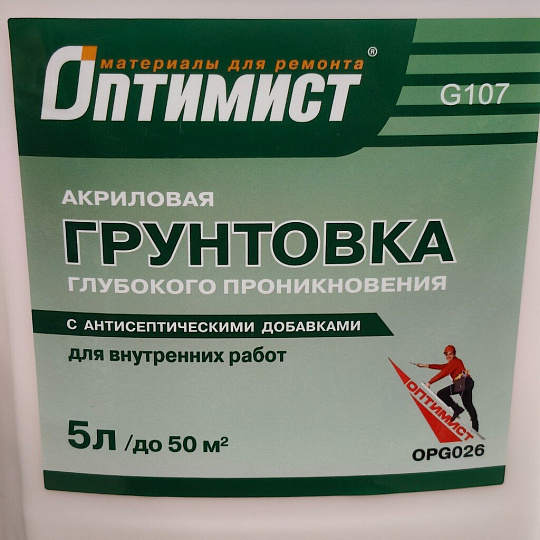 материалы для ремонта
Оптимист®
G107
АКРИЛОВАЯ
ГРУНТОВКА
ГЛУБОКОГО ПРОНИКНОВЕНИЯ
С АНТИСЕПТИЧЕСКИМИ ДОБАВКАМИ
для внутренних работ
ОПТИМИСТ
5л /до 50 м²
OPG026